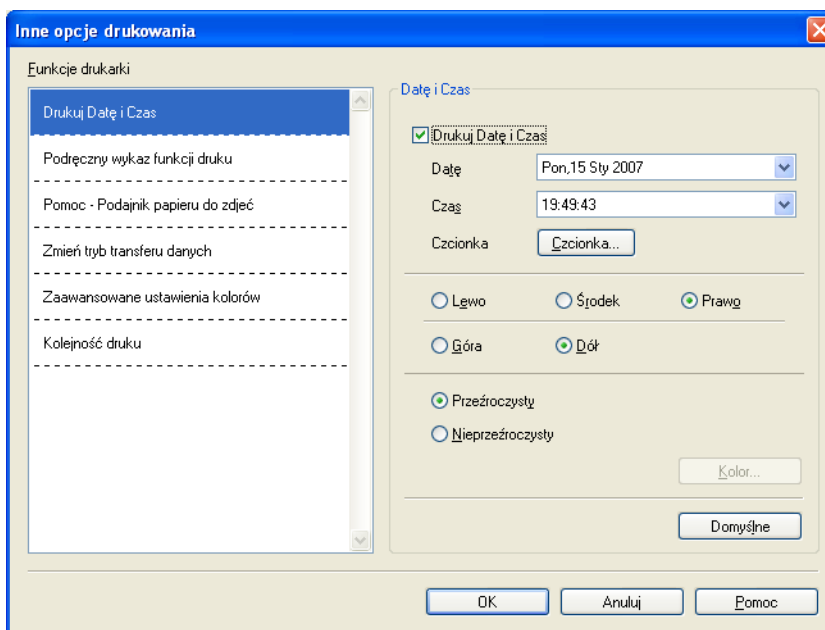 Inne opcje drukowania
Funkcje drukarki
Drukuj Datę i Czas
Podręczny wykaz funkcji druku
Pomoc - Podajnik papieru do zdjeć
Zmień tryb transferu danych
Zaawansowane ustawienia kolorów
Kolejność druku
Datę i Czas
Drukuj Datę i Czas
Datę Pon,15 Sty 2007
Czas 19:49:43
Czcionka Czcionka...
Lewo Środek Prawo
Góra Dół
Przeźroczysty
Nieprzeźroczysty
Kolor...
Domyślne
OK Anuluj Pomoc